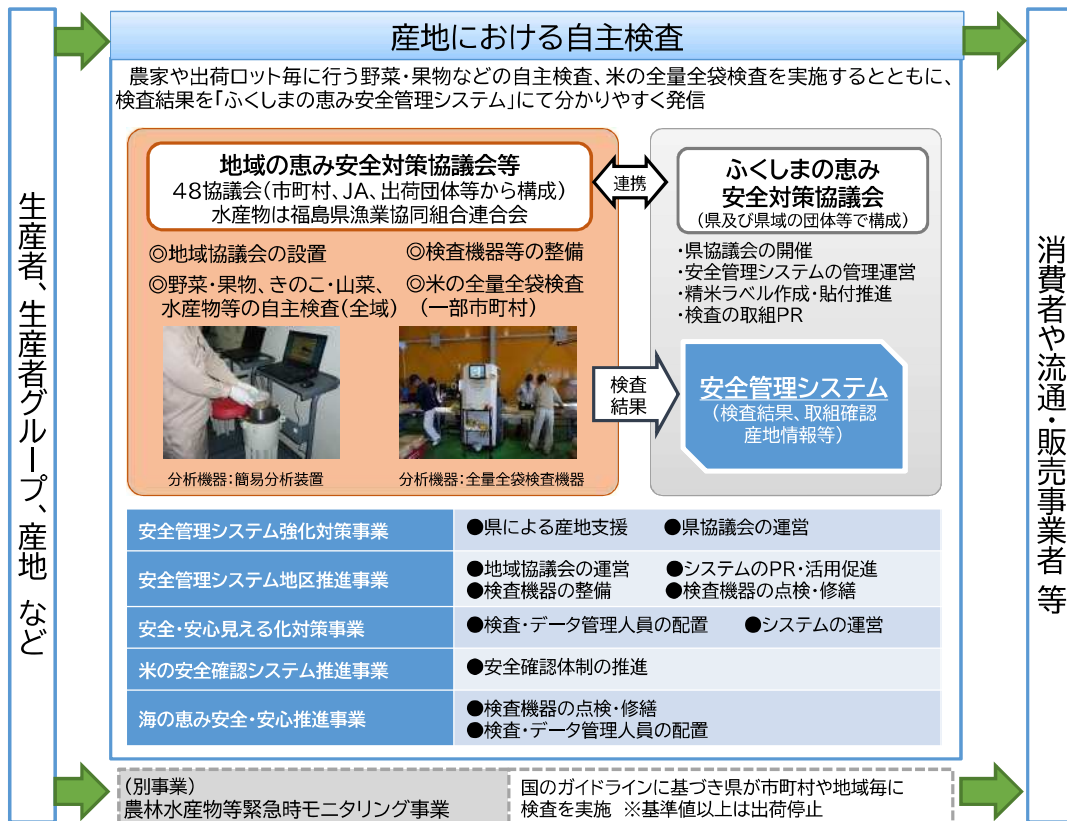 産地における自主検査
農家や出荷ロット毎に行う野菜・果物などの自主検査、米の全量全袋検査を実施するとともに、
検査結果を「ふくしまの恵み安全管理システム」にて分かりやすく発信
生産者、生産者グループ、産地 など
地域の恵み安全対策協議会等
48協議会(市町村、JA、出荷団体等から構成)
水産物は福島県漁業協同組合連合会
◎地域協議会の設置
◎野菜・果物、きのこ・山菜、
水産物等の自主検査(全域)
◎検査機器等の整備
◎米の全量全袋検査
(一部市町村)
分析機器:簡易分析装置
分析機器:全量全袋検査機器
連携
検査
結果
ふくしまの恵み
安全対策協議会
(県及び県域の団体等で構成)
・県協議会の開催
・安全管理システムの管理運営
・精米ラベル作成・貼付推進
・検査の取組PR
安全管理システム
(検査結果、取組確認
産地情報等)
消費者や流通・販売事業者 等
安全管理システム強化対策事業
●県による産地支援 ●県協議会の運営
安全管理システム地区推進事業
●地域協議会の運営 ●システムのPR・活用促進
●検査機器の整備 ●検査機器の点検・修繕
安全・安心見える化対策事業
●検査・データ管理人員の配置 ●システムの運営
米の安全確認システム推進事業
●安全確認体制の推進
海の恵み安全・安心推進事業
●検査機器の点検・修繕
●検査・データ管理人員の配置
(別事業)
農林水産物等緊急時モニタリング事業
国のガイドラインに基づき県が市町村や地域毎に
検査を実施 ※基準値以上は出荷停止